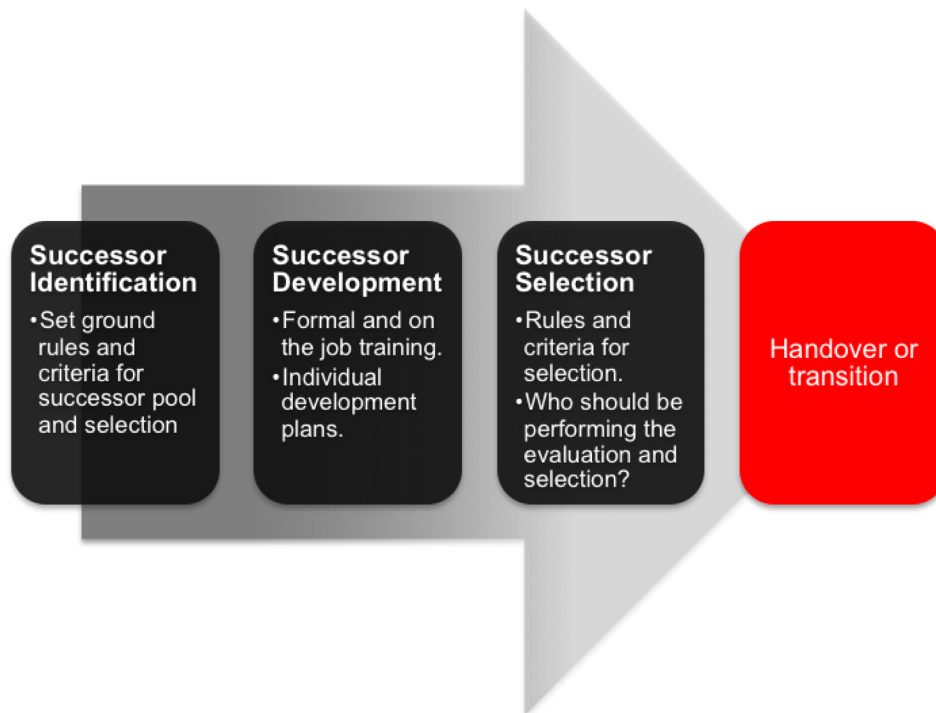 Successor
Identification
•Set ground
rules and
criteria for
successor pool
and selection
Successor
Development
•Formal and on
the job training.
•Individual
development
plans.
Successor
Selection
•Rules and
criteria for
selection.
•Who should be
performing the
evaluation and
selection?
Handover or
transition